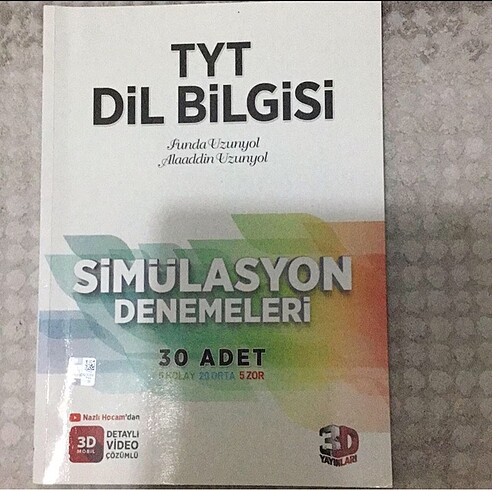 TYT
DİL BİLGİSİ
Funda Uzunyol
Alaaddin Uzunyol
SİMÜLASYON
DENEMELERİ
30 ADET
5 KOLAY 20 ORTA 5 ZOR
Nazlı Hocam'dan
3D
MOBİL
DETAYLI
VİDEO
ÇÖZÜMLÜ
3D
YAYINLARI